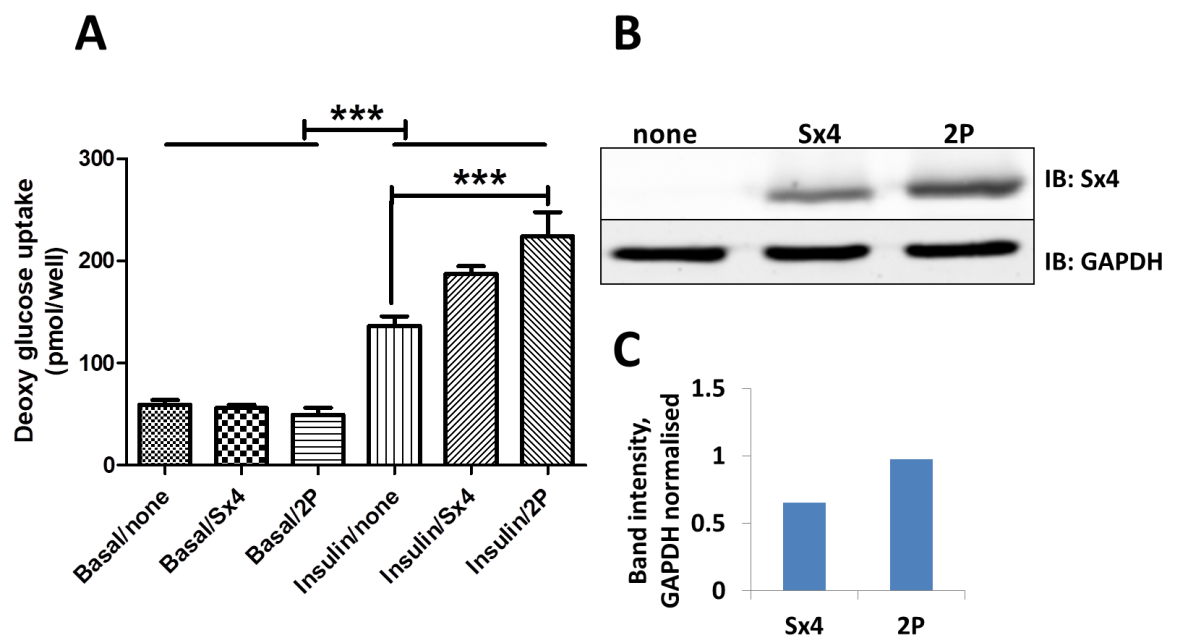 A
***
***
Deoxy glucose uptake
(pmol/well)
300
200
100
0
Basal/none
Basal/Sx4
Basal/2P
Insulin/none
Insulin/Sx4
Insulin/2P
B
none Sx4 2P
IB: Sx4
IB: GAPDH
C
Band intensity,
GAPDH normalised
1.5
1
0.5
0
Sx4 2P